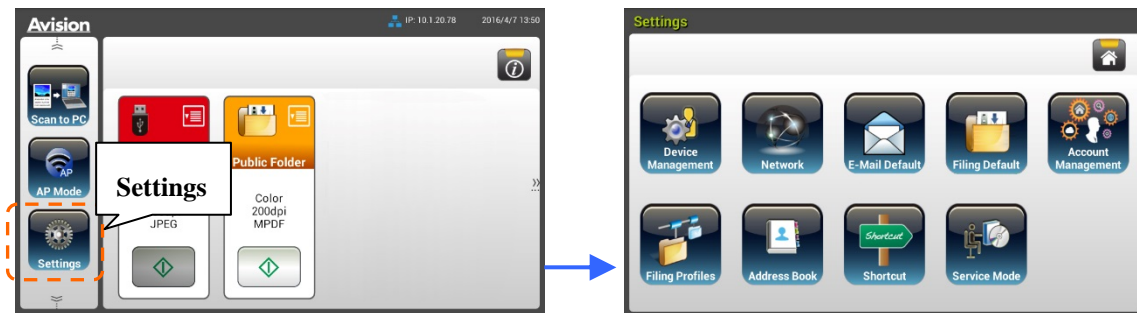 Avision
IP: 10.1.20.78 2016/4/7 13:50
Scan to PC
AP
AP Mode
Settings
Settings
Public Folder
JPEG
Color
200dpi
MPDF
Settings
Device
Management
Network
E-Mail Default
Filing Default
Account
Management
Filing Profiles
Address Book
Shortcut
Shortcut
Service Mode